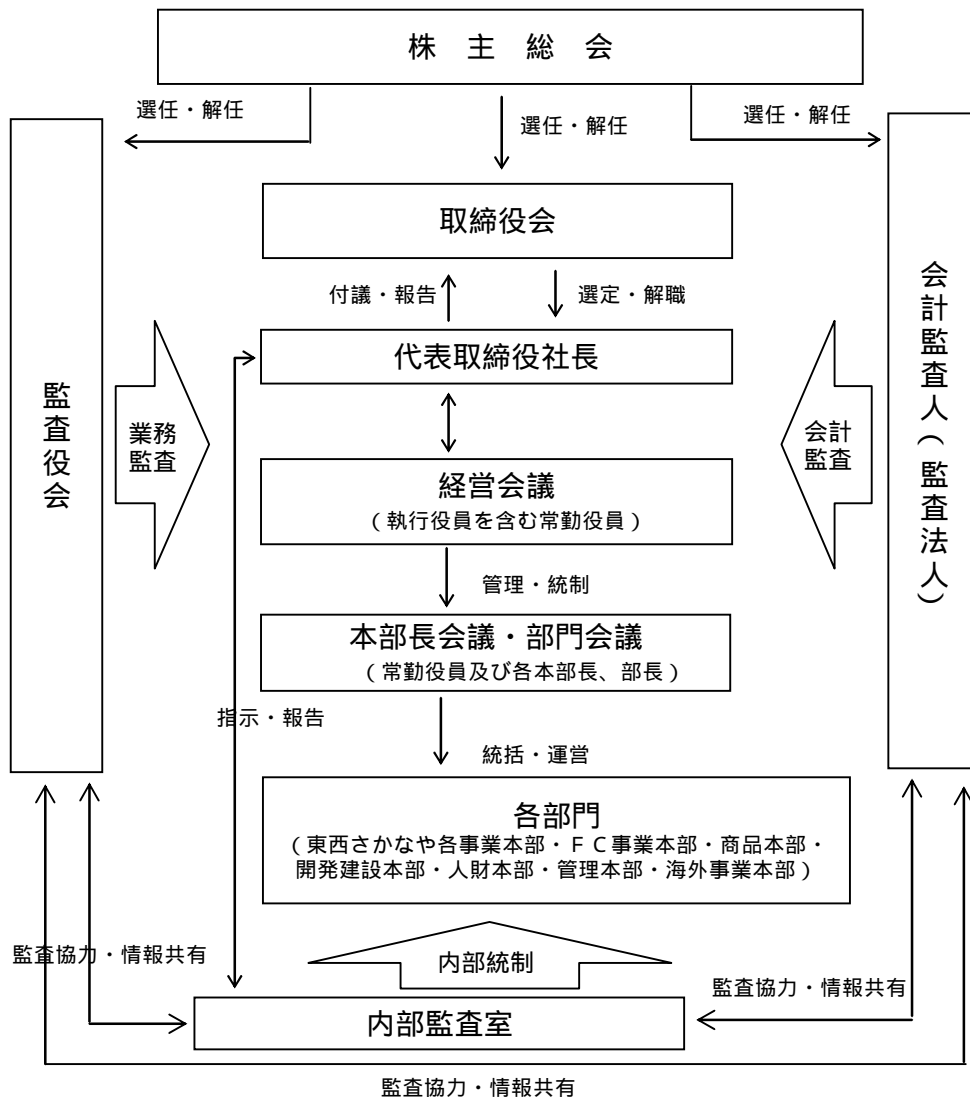 株 主 総 会
選任・解任
選任・解任
選任・解任
取締役会
付議・報告
選定・解職
代表取締役社長
監査役会
業務
監査
会計
監査
会計監査人(監査法人)
経営会議
(執行役員を含む常勤役員)
管理・統制
本部長会議・部門会議
(常勤役員及び各本部長、部長)
指示・報告
統括・運営
各部門
(東西さかなや各事業本部・FC事業本部・商品本部・
開発建設本部・人財本部・管理本部・海外事業本部)
監査協力・情報共有
内部統制
監査協力・情報共有
内部監査室
監査協力・情報共有